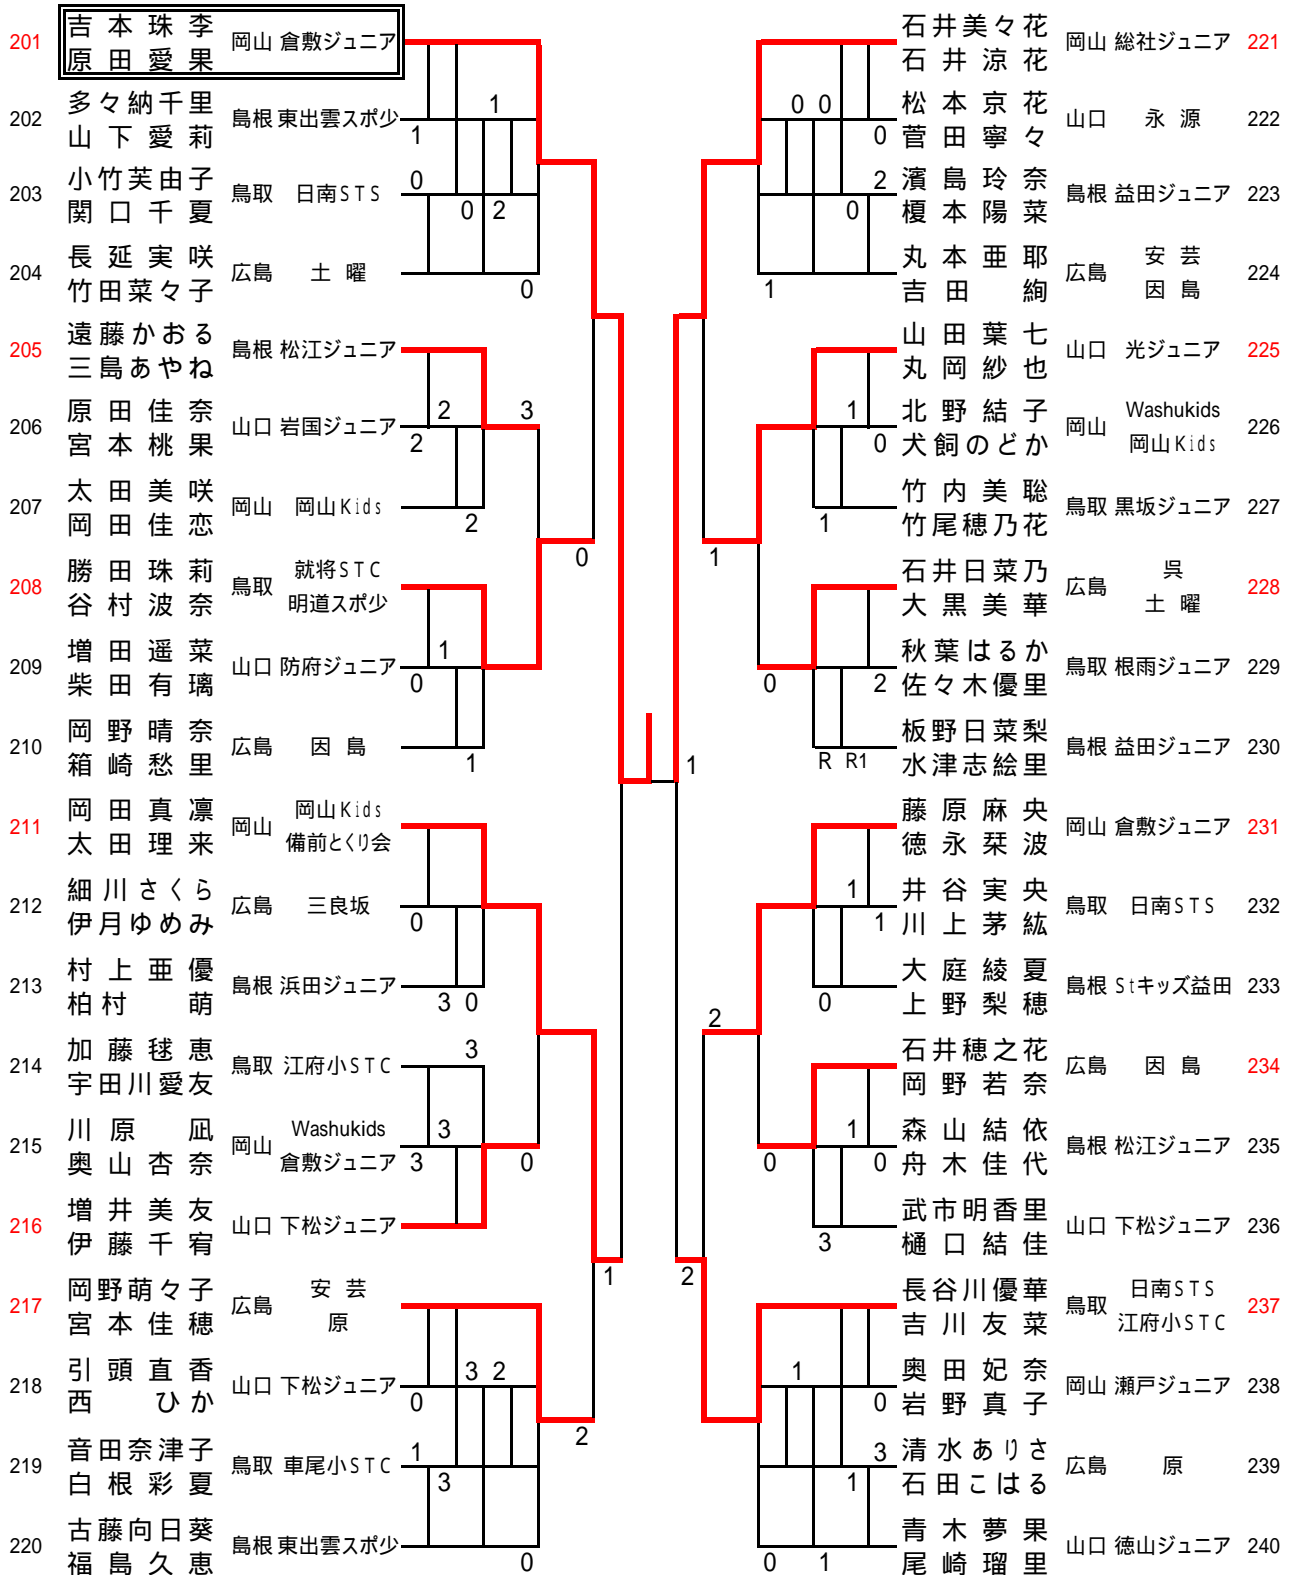 201 吉本珠李 原田愛果 岡山 倉敷ジュニア
202 多々納千里 山下愛莉 島根 東出雲スポ少
1
1
203 小竹芙由子 関口千夏 鳥取 日南STS
0
0 2
204 長延実咲 竹田菜々子 広島 土曜
0
205 遠藤かおる 三島あやね 島根 松江ジュニア
206 原田佳奈 宮本桃果 山口 岩国ジュニア
2 3
2
207 太田美咲 岡田佳恋 岡山 岡山Kids
2
0
208 勝田珠莉 谷村波奈 鳥取 就将STC 明道スポ少
209 増田遥菜 柴田有璃 山口 防府ジュニア
1
0
210 岡野晴奈 箱崎愁里 広島 因島
1
211 岡田真凛 太田理来 岡山 岡山Kids 備前とくり会
212 細川さくら 伊月ゆめみ 広島 三良坂
0
213 村上亜優 柏村萌 島根 浜田ジュニア
3 0
214 加藤毬恵 宇田川愛友 鳥取 江府小STC
3
215 川原凪 奥山杏奈 岡山 Washukids 倉敷ジュニア
3
3 0
216 増井美友 伊藤千宥 山口 下松ジュニア
1
217 岡野萌々子 宮本佳穂 広島 安芸 原
218 引頭直香 西ひか 山口 下松ジュニア
3 2
0
2
219 音田奈津子 白根彩夏 鳥取 車尾小STC
1
3
220 古藤向日葵 福島久恵 島根 東出雲スポ少
0
石井美々花 石井涼花 岡山 総社ジュニア 221
0 0
松本京花 菅田寧々 山口 永源 222
0
2
濱島玲奈 榎本陽菜 島根 益田ジュニア 223
0
丸本亜耶 吉田絢 広島 安芸 因島 224
1
山田葉七 丸岡紗也 山口 光ジュニア 225
1
北野結子 犬飼のどか 岡山 Washukids 岡山Kids 226
0
竹内美聡 竹尾穂乃花 鳥取 黒坂ジュニア 227
1
1
石井日菜乃 大黒美華 広島 呉 土曜 228
秋葉はるか 佐々木優里 鳥取 根雨ジュニア 229
0 2
板野日菜梨 水津志絵里 島根 益田ジュニア 230
R R1
1
藤原麻央 徳永栞波 岡山 倉敷ジュニア 231
1
井谷実央 川上茅紘 鳥取 日南STS 232
1
大庭綾夏 上野梨穂 島根 Stキッズ益田 233
0
2
石井穂之花 岡野若奈 広島 因島 234
1
森山結依 舟木佳代 島根 松江ジュニア 235
0 0
武市明香里 樋口結佳 山口 下松ジュニア 236
3
2
長谷川優華 吉川友菜 鳥取 日南STS 江府小STC 237
1
奥田妃奈 岩野真子 岡山 瀬戸ジュニア 238
0
3
清水ありさ 石田こはる 広島 原 239
1
青木夢果 尾崎瑠里 山口 徳山ジュニア 240
0 1